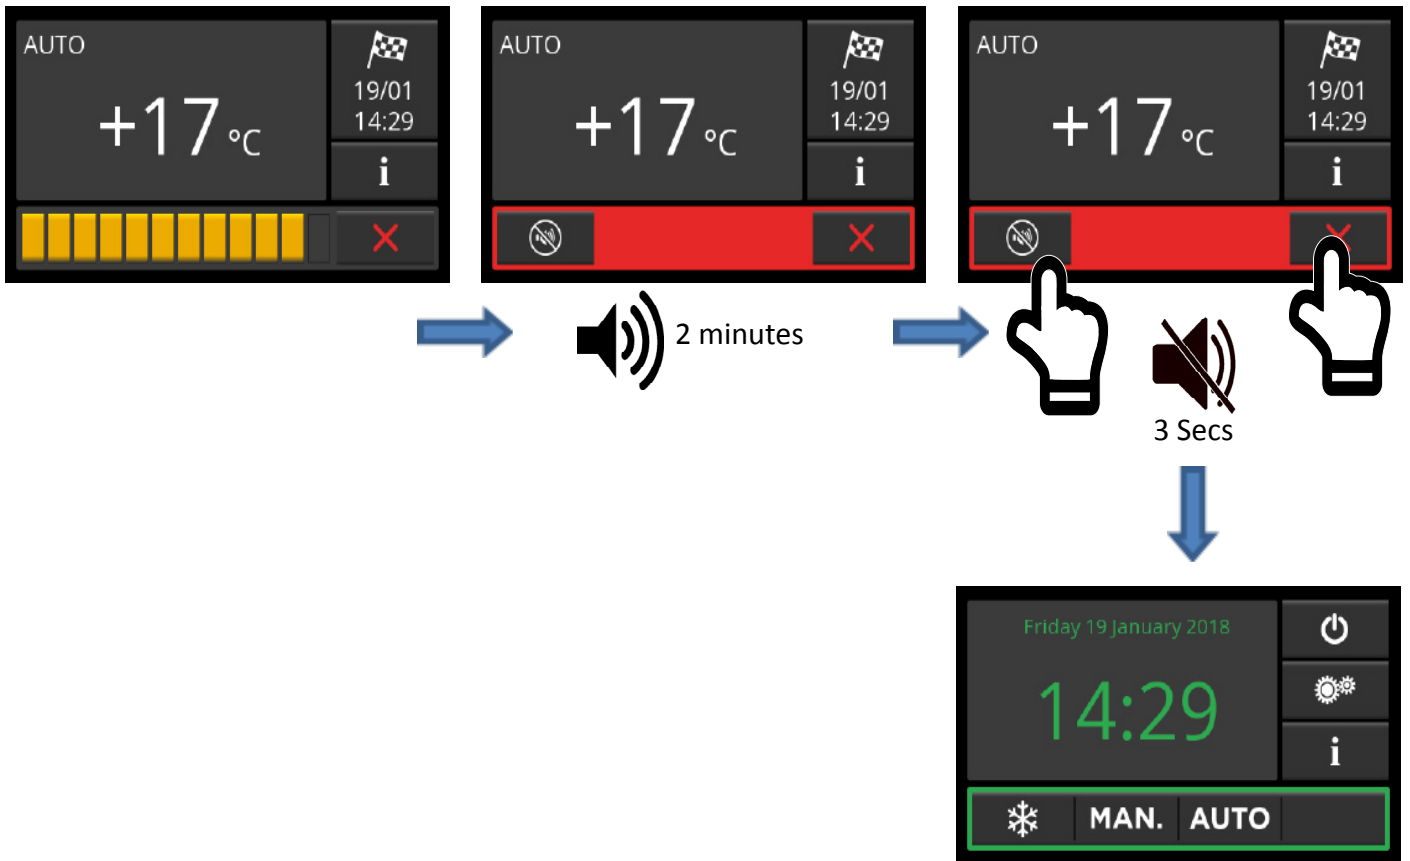 AUTO
+17 °C
19/01
14:29
i
AUTO
+17 °C
19/01
14:29
i
AUTO
+17 °C
19/01
14:29
i
2 minutes
3 Secs
Friday 19 January 2018
14:29
i
MAN. AUTO